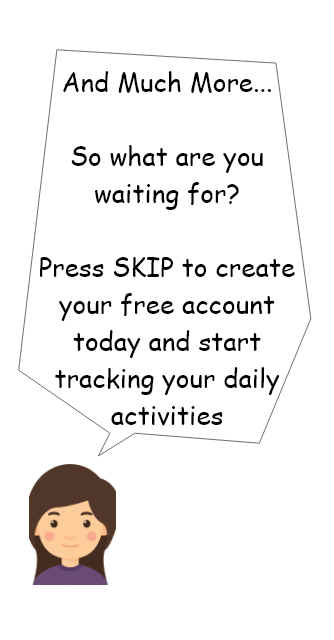 And Much More...
So what are you
waiting for?
Press SKIP to create
your free account
today and start
tracking your daily
activities